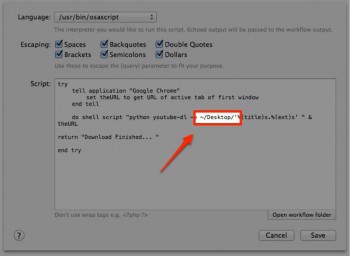 Language: /usr/bin/osascript
The interpreter you would like to run this script. Echoed output will be passed to the workflow output.
Escaping: Spaces Backquotes Double Quotes
Brackets Semicolons Dollars
Use these to escape the {query} parameter to fit your purpose.
Script: try
tell application "Google Chrome"
set theURL to get URL of active tab of first window
end tell
do shell script "python youtube-dl -o ~/Desktop/'%(title)s.%(ext)s' " &
theURL
return "Download Finished... "
end try
Don't use wrap tags e.g. <?php ?>
Open workflow folder
?
Cancel
Save